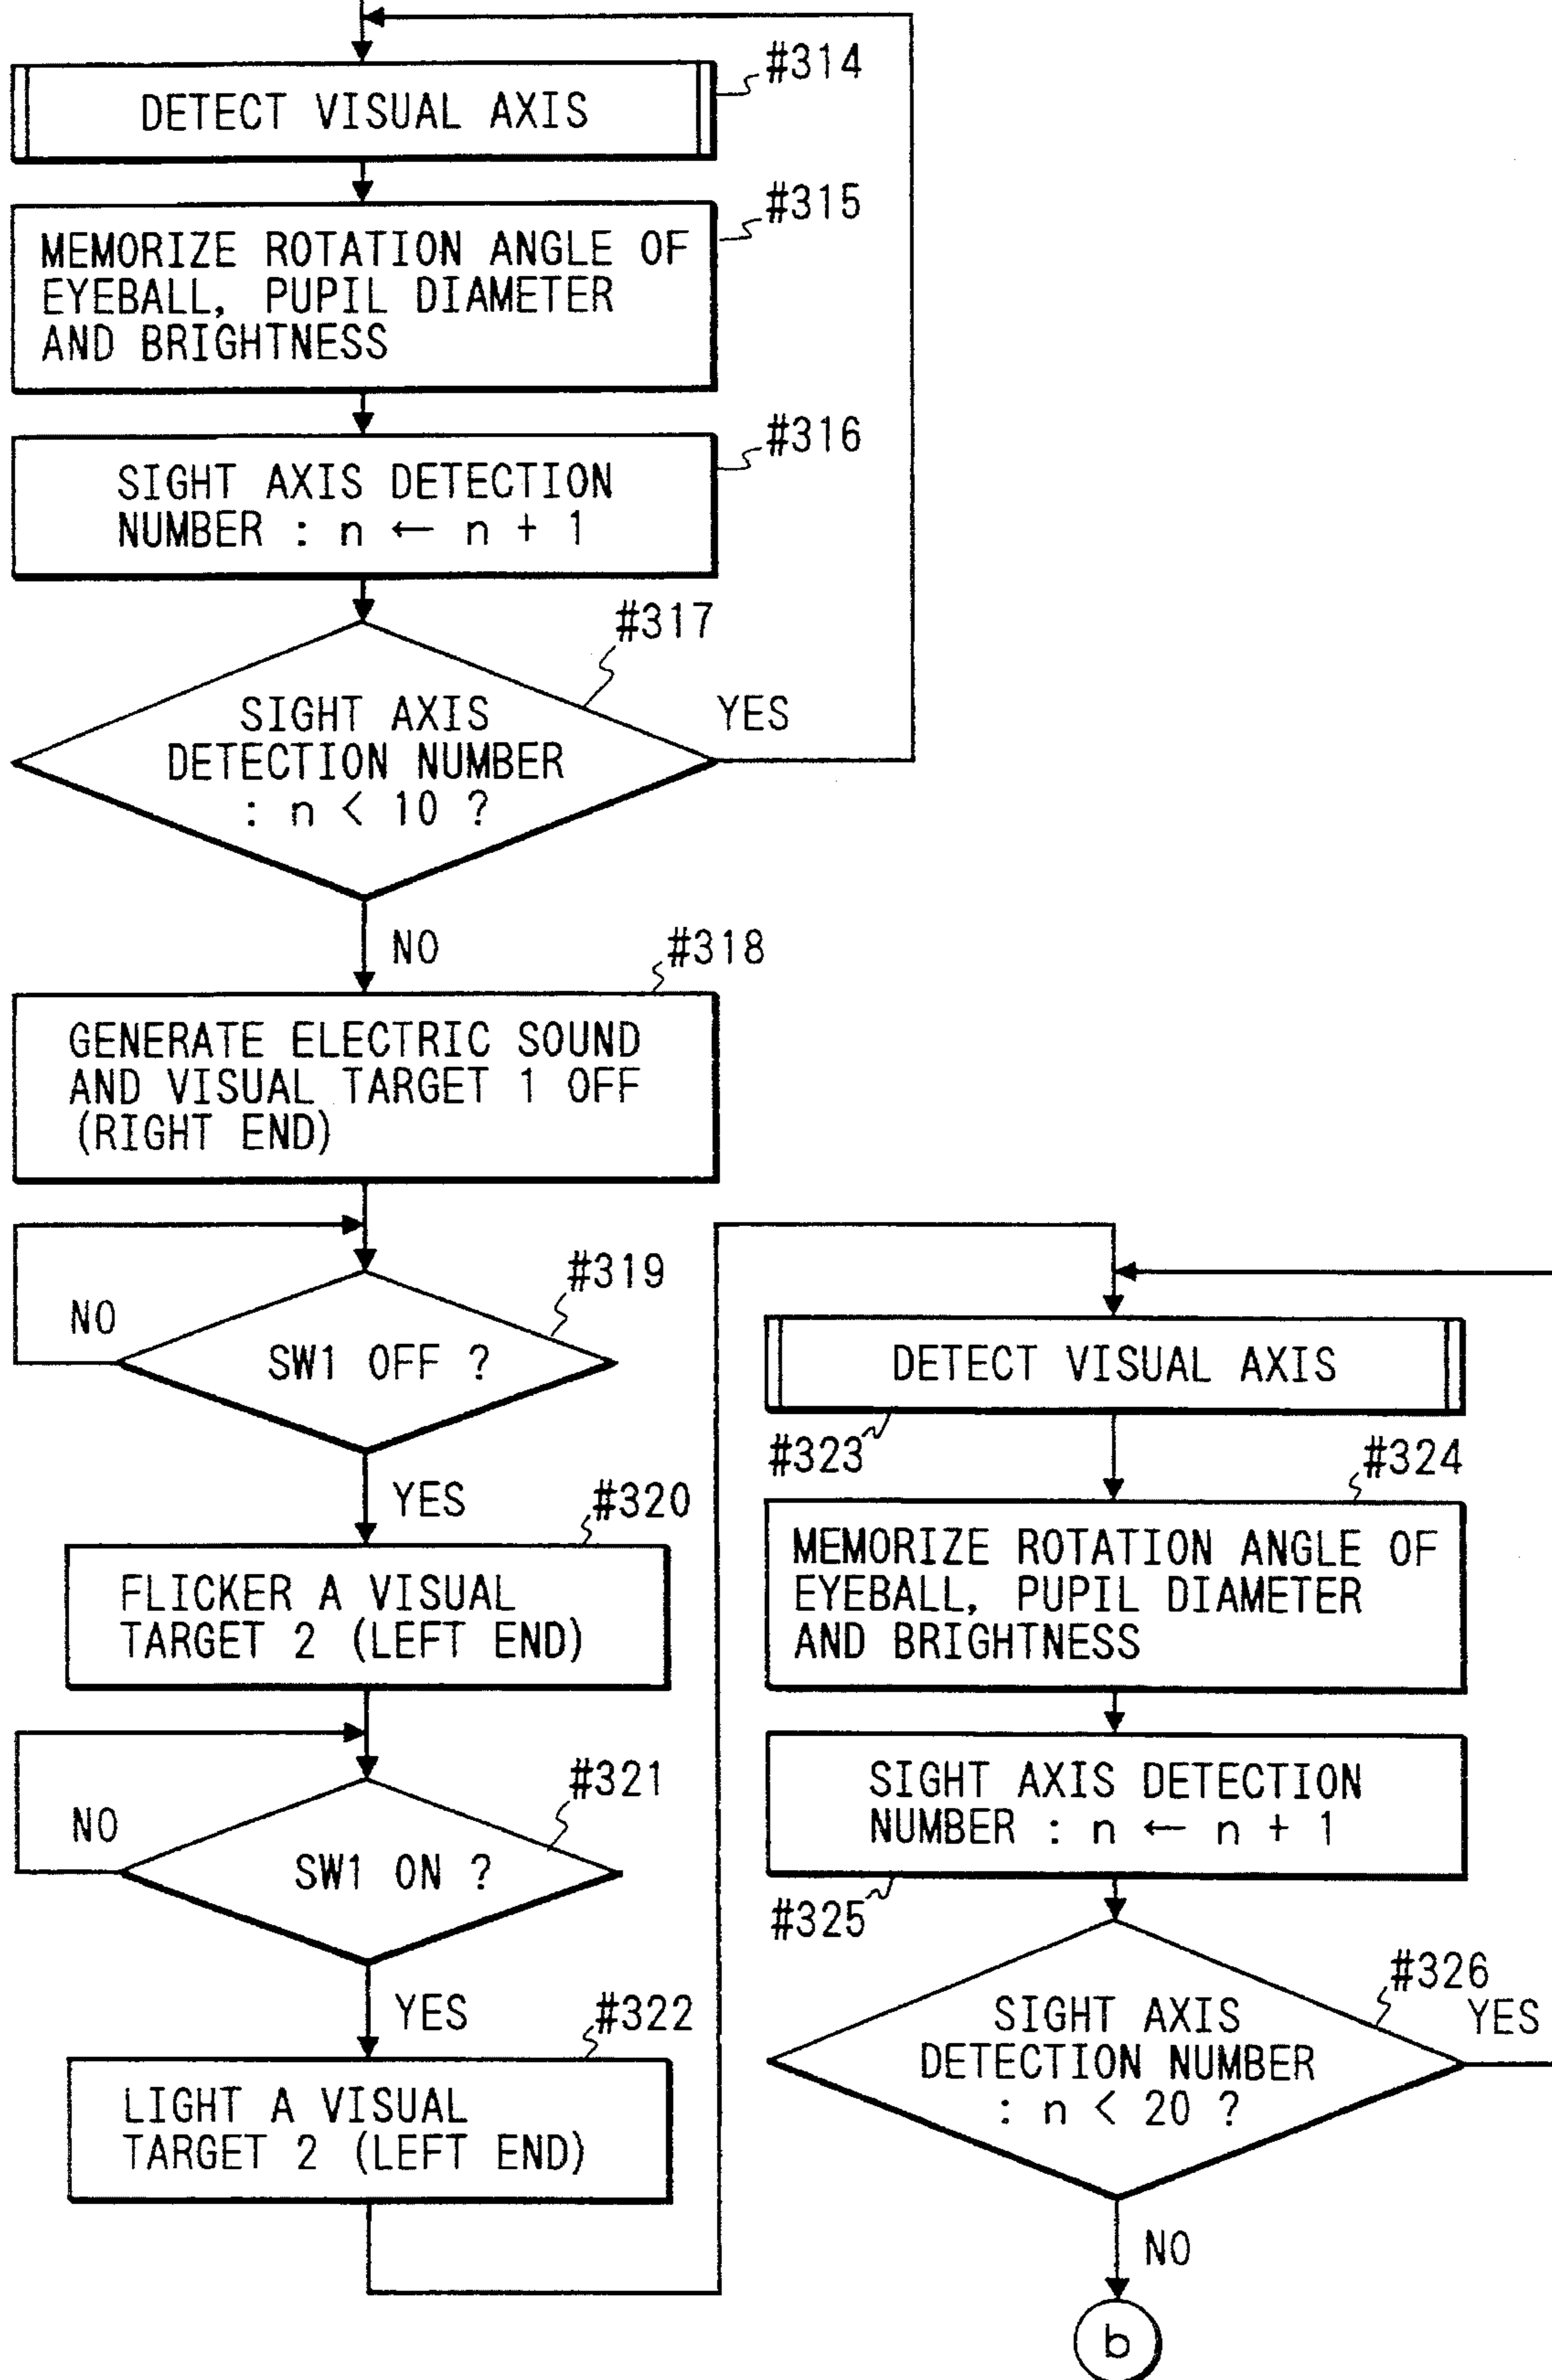 #314
DETECT VISUAL AXIS
#315
MEMORIZE ROTATION ANGLE OF
EYEBALL, PUPIL DIAMETER
AND BRIGHTNESS
#316
SIGHT AXIS DETECTION
NUMBER : n ← n + 1
#317
SIGHT AXIS
DETECTION NUMBER
: n < 10 ?
YES
NO
#318
GENERATE ELECTRIC SOUND
AND VISUAL TARGET 1 OFF
(RIGHT END)
#319
NO
SW1 OFF ?
YES
#320
FLICKER A VISUAL
TARGET 2 (LEFT END)
#321
NO
SW1 ON ?
YES
#322
LIGHT A VISUAL
TARGET 2 (LEFT END)
DETECT VISUAL AXIS
#323
#324
MEMORIZE ROTATION ANGLE OF
EYEBALL, PUPIL DIAMETER
AND BRIGHTNESS
SIGHT AXIS DETECTION
NUMBER : n ← n + 1
#325
#326
SIGHT AXIS
DETECTION NUMBER
: n < 20 ?
YES
NO
b